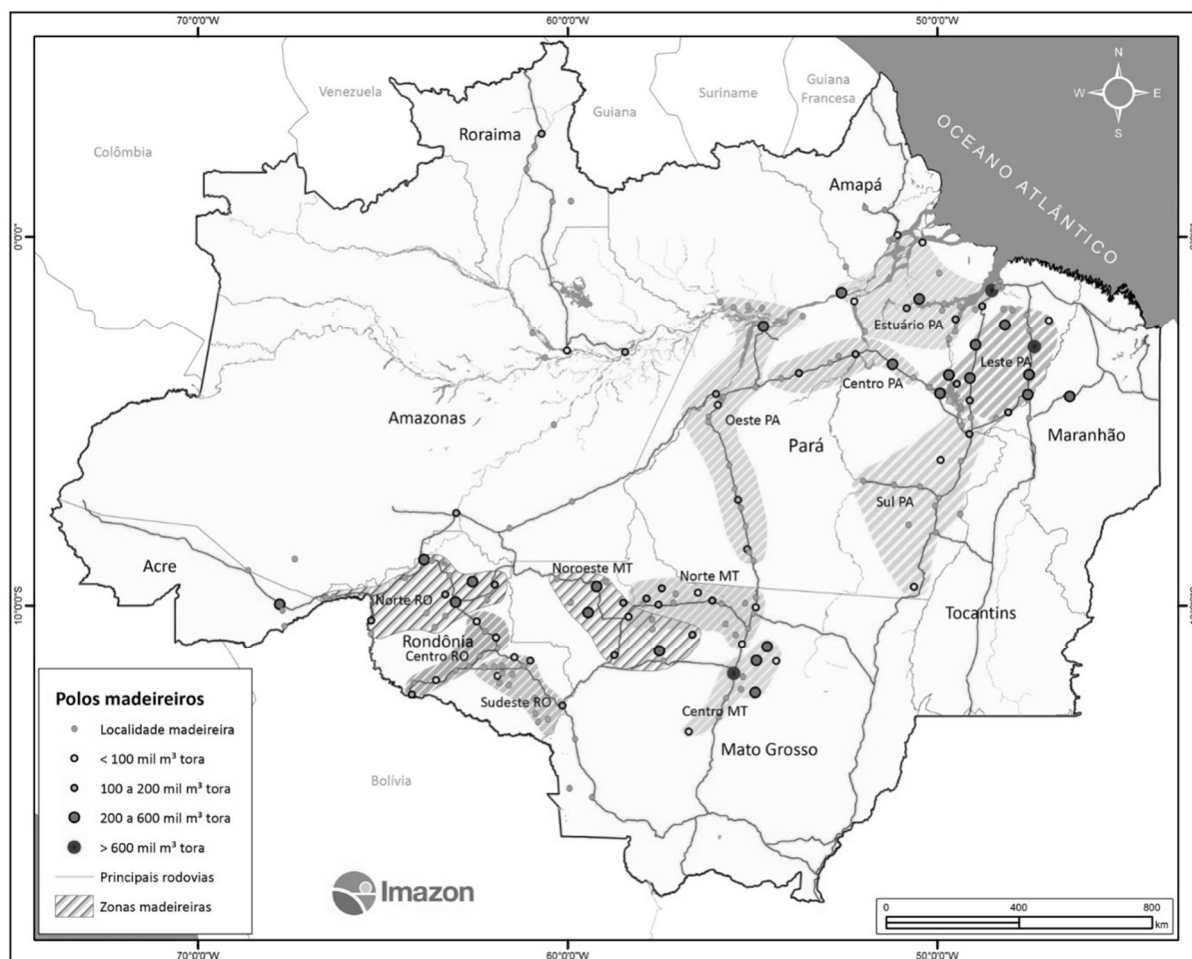 70°0'0"W
60°0'0"W
50°0'0"W
N
W
E
S
Venezuela
Guiana
Suriname
Guiana
Francesa
Colômbia
Roraima
Amapá
OCEANO ATLÂNTICO
0°0'0"
Estuário PA
Leste PA
Centro PA
Oeste PA
Amazonas
Pará
Maranhão
Sul PA
Acre
Noroeste MT
Norte MT
Norte RO
10°0'0"S
Tocantins
Rondônia
Centro RO
Sudeste RO
Centro MT
Mato Grosso
Bolívia
Polos madeireiros
Localidade madeireira
< 100 mil m³ tora
100 a 200 mil m³ tora
200 a 600 mil m³ tora
> 600 mil m³ tora
Principais rodovias
Zonas madeireiras
Imazon
0
400
800
km
70°0'0"W
60°0'0"W
50°0'0"W